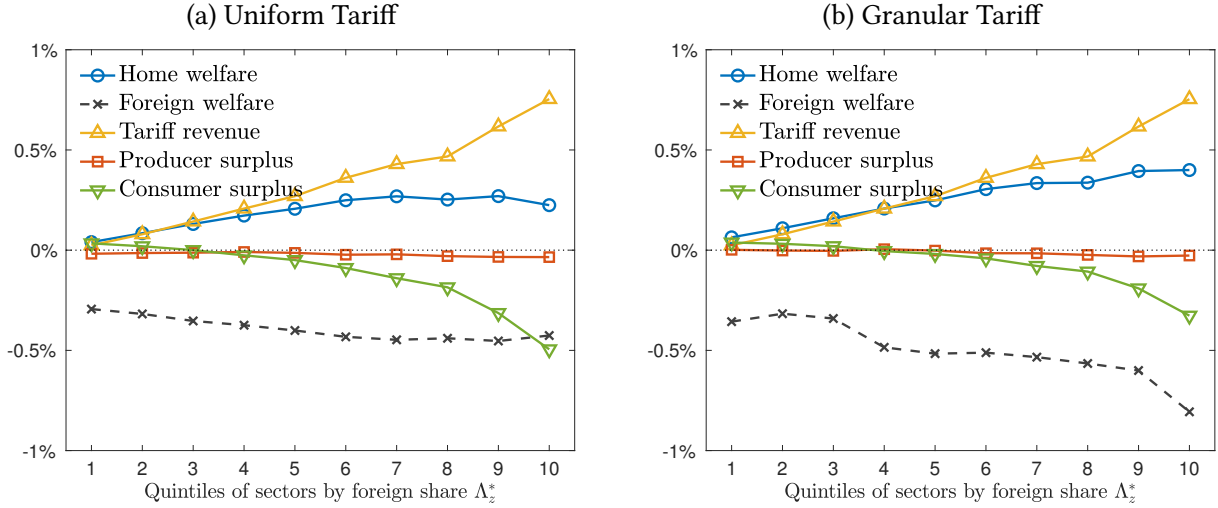 (a) Uniform Tariff
1%
0.5%
0%
-0.5%
-1%
Home welfare
Foreign welfare
Tariff revenue
Producer surplus
Consumer surplus
1 2 3 4 5 6 7 8 9 10
Quintiles of sectors by foreign share Λ*z
(b) Granular Tariff
1%
0.5%
0%
-0.5%
-1%
Home welfare
Foreign welfare
Tariff revenue
Producer surplus
Consumer surplus
1 2 3 4 5 6 7 8 9 10
Quintiles of sectors by foreign share Λ*z